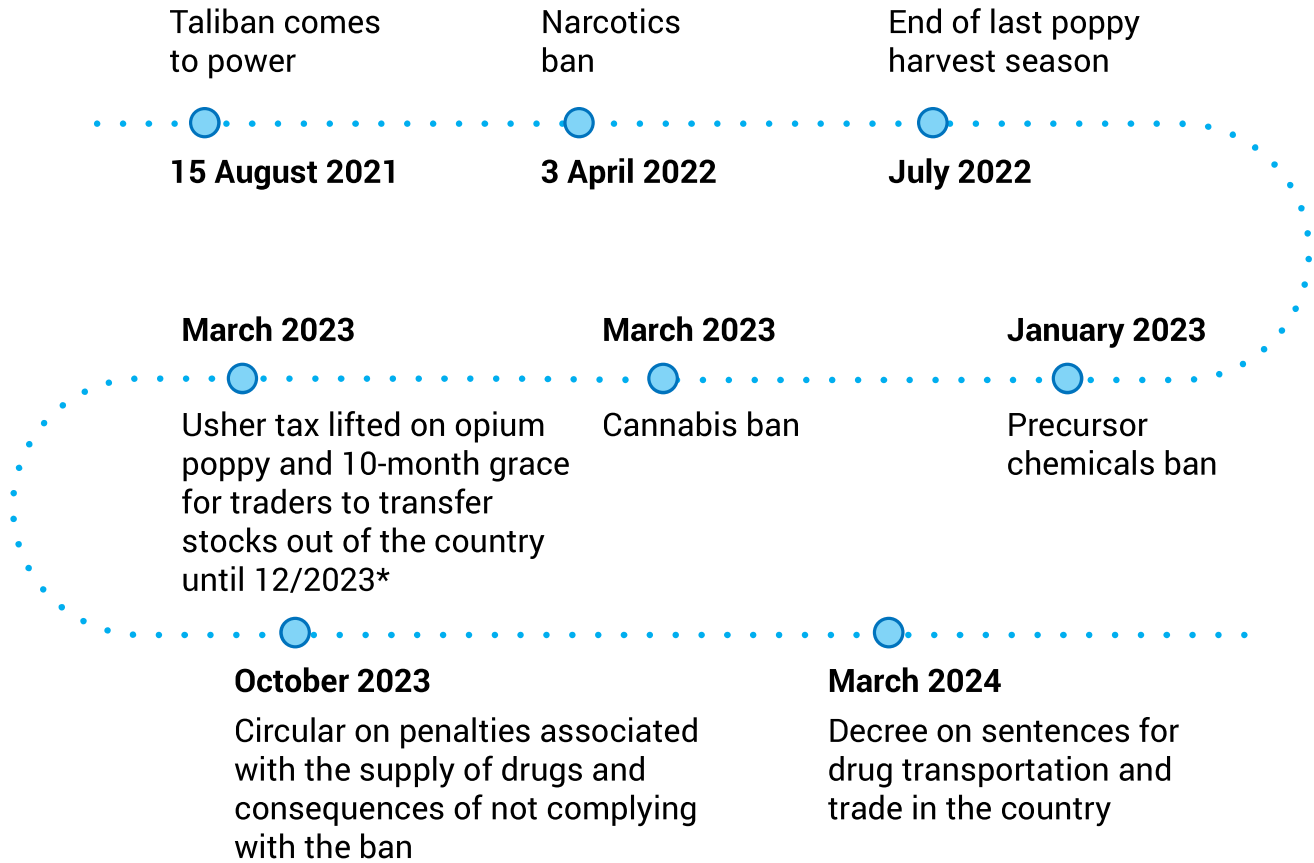 Taliban comes
to power
15 August 2021
Narcotics
ban
3 April 2022
End of last poppy
harvest season
July 2022
January 2023
Precursor
chemicals ban
March 2023
Cannabis ban
March 2023
Usher tax lifted on opium
poppy and 10-month grace
for traders to transfer
stocks out of the country
until 12/2023*
October 2023
Circular on penalties associated
with the supply of drugs and
consequences of not complying
with the ban
March 2024
Decree on sentences for
drug transportation and
trade in the country